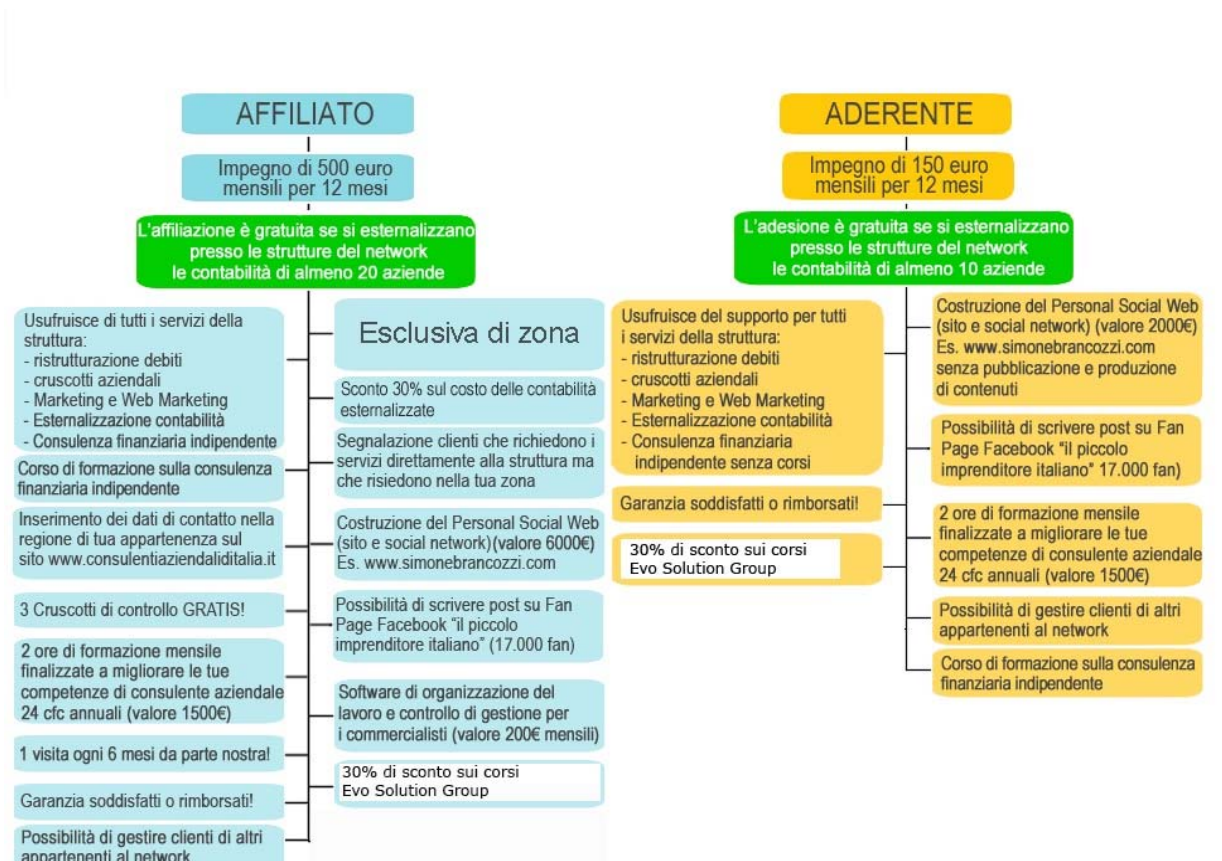 AFFILIATO
Impegno di 500 euro
mensili per 12 mesi
L'affiliazione è gratuita se si esternalizzano
presso le strutture del network
le contabilità di almeno 20 aziende
Usufruisce di tutti i servizi della
struttura:
- ristrutturazione debiti
- cruscotti aziendali
- Marketing e Web Marketing
- Esternalizzazione contabilità
- Consulenza finanziaria indipendente
Corso di formazione sulla consulenza
finanziaria indipendente
Inserimento dei dati di contatto nella
regione di tua appartenenza sul
sito www.consulentiaziendaliditalia.it
3 Cruscotti di controllo GRATIS!
2 ore di formazione mensile
finalizzate a migliorare le tue
competenze di consulente aziendale
24 cfc annuali (valore 1500€)
1 visita ogni 6 mesi da parte nostra!
Garanzia soddisfatti o rimborsati!
Possibilità di gestire clienti di altri
appartenenti al network
Esclusiva di zona
Sconto 30% sul costo delle contabilità
esternalizzate
Segnalazione clienti che richiedono i
servizi direttamente alla struttura ma
che risiedono nella tua zona
Costruzione del Personal Social Web
(sito e social network)(valore 6000€)
Es. www.simonebrancozzi.com
Possibilità di scrivere post su Fan
Page Facebook “il piccolo
imprenditore italiano” (17.000 fan)
Software di organizzazione del
lavoro e controllo di gestione per
i commercialisti (valore 200€ mensili)
30% di sconto sui corsi
Evo Solution Group
ADERENTE
Impegno di 150 euro
mensili per 12 mesi
L'adesione è gratuita se si esternalizzano
presso le strutture del network
le contabilità di almeno 10 aziende
Usufruisce del supporto per tutti
i servizi della struttura:
- ristrutturazione debiti
- cruscotti aziendali
- Marketing e Web Marketing
- Esternalizzazione contabilità
- Consulenza finanziaria
indipendente senza corsi
Garanzia soddisfatti o rimborsati!
30% di sconto sui corsi
Evo Solution Group
Costruzione del Personal Social Web
(sito e social network) (valore 2000€)
Es. www.simonebrancozzi.com
senza pubblicazione e produzione
di contenuti
Possibilità di scrivere post su Fan
Page Facebook “il piccolo
imprenditore italiano” 17.000 fan)
2 ore di formazione mensile
finalizzate a migliorare le tue
competenze di consulente aziendale
24 cfc annuali (valore 1500€)
Possibilità di gestire clienti di altri
appartenenti al network
Corso di formazione sulla consulenza
finanziaria indipendente